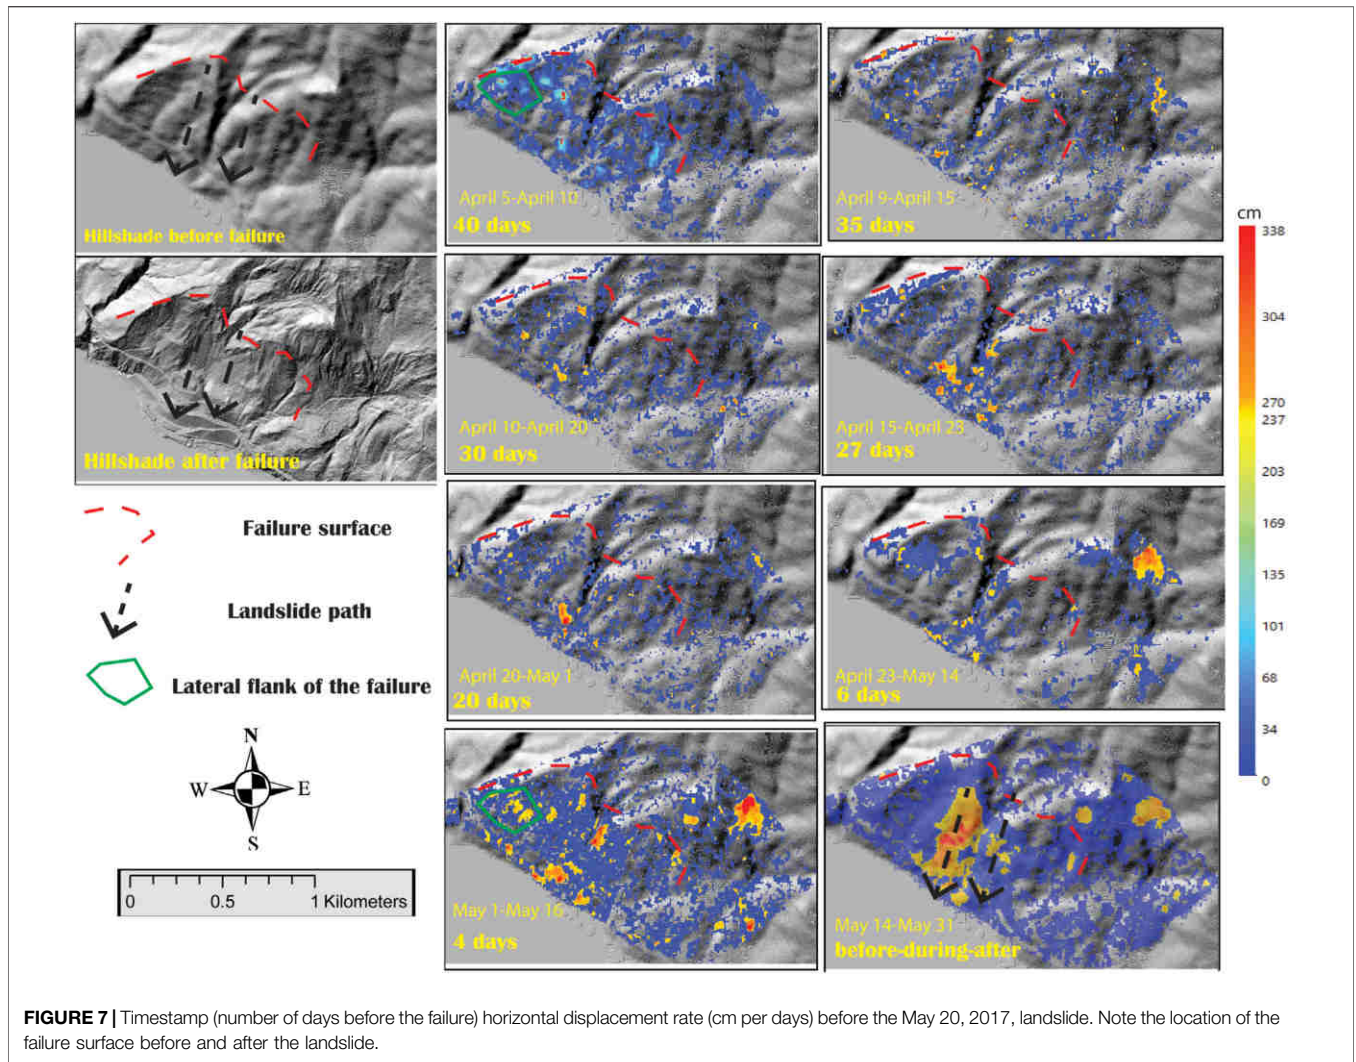 Hillshade before failure
April 5-April 10
40 days
April 9-April 15
35 days
cm
338
304
270
237
203
169
135
101
68
34
0
Hillshade after failure
April 10-April 20
30 days
April 15-April 23
27 days
Failure surface
Landslide path
Lateral flank of the failure
April 20-May 1
20 days
April 23-May 14
6 days
N
W E
S
0 0.5 1 Kilometers
May 1-May 16
4 days
May 14-May 31
before-during-after
FIGURE 7 | Timestamp (number of days before the failure) horizontal displacement rate (cm per days) before the May 20, 2017, landslide. Note the location of the
failure surface before and after the landslide.